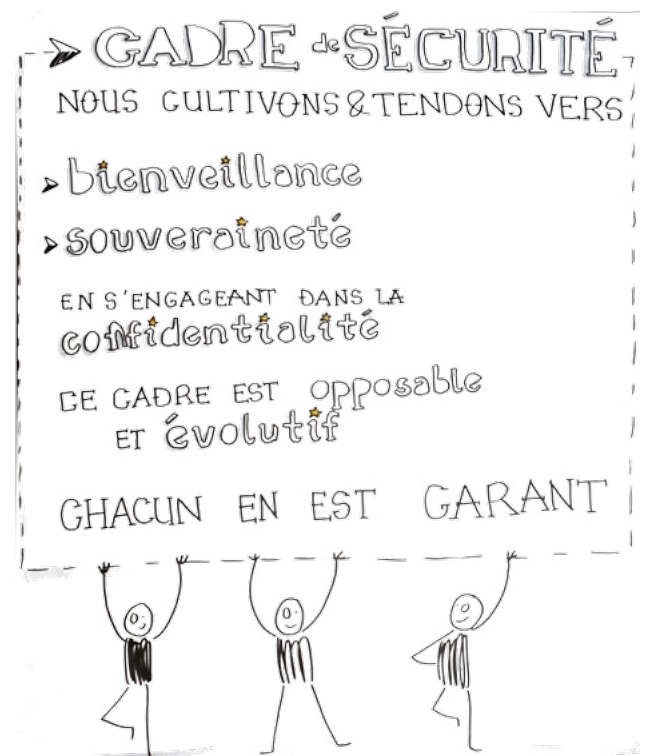 CADRE de SÉCURITÉ
NOUS CULTIVONS & TENDONS VERS
bienveillance
souveraineté
EN S'ENGAGEANT DANS LA
confidentialité
CE CADRE EST opposable
ET évolutif
CHACUN EN EST GARANT